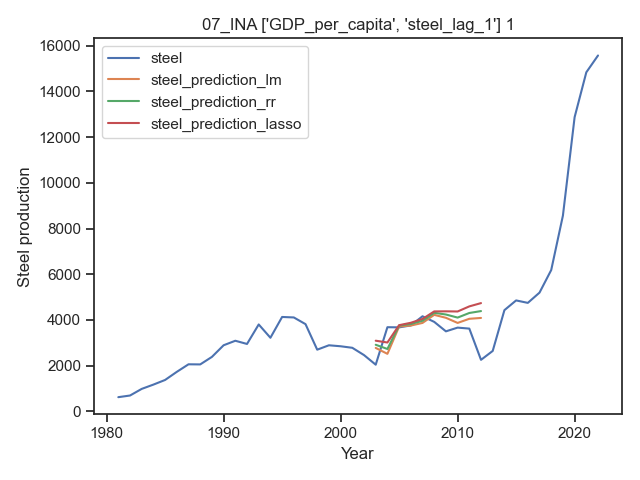 07_INA ['GDP_per_capita', 'steel_lag_1'] 1
steel
steel_prediction_lm
steel_prediction_rr
steel_prediction_lasso
16000
14000
12000
10000
8000
6000
4000
2000
0
Steel production
1980
1990
2000
2010
2020
Year